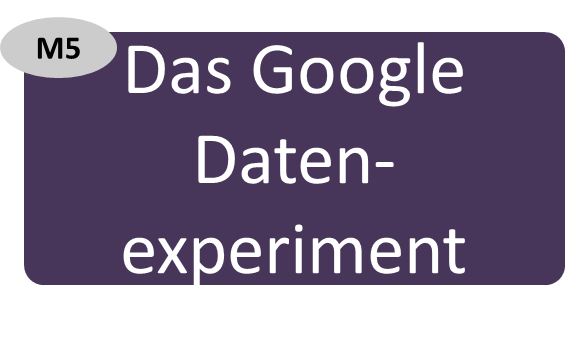 M5
Das Google
Daten-
experiment